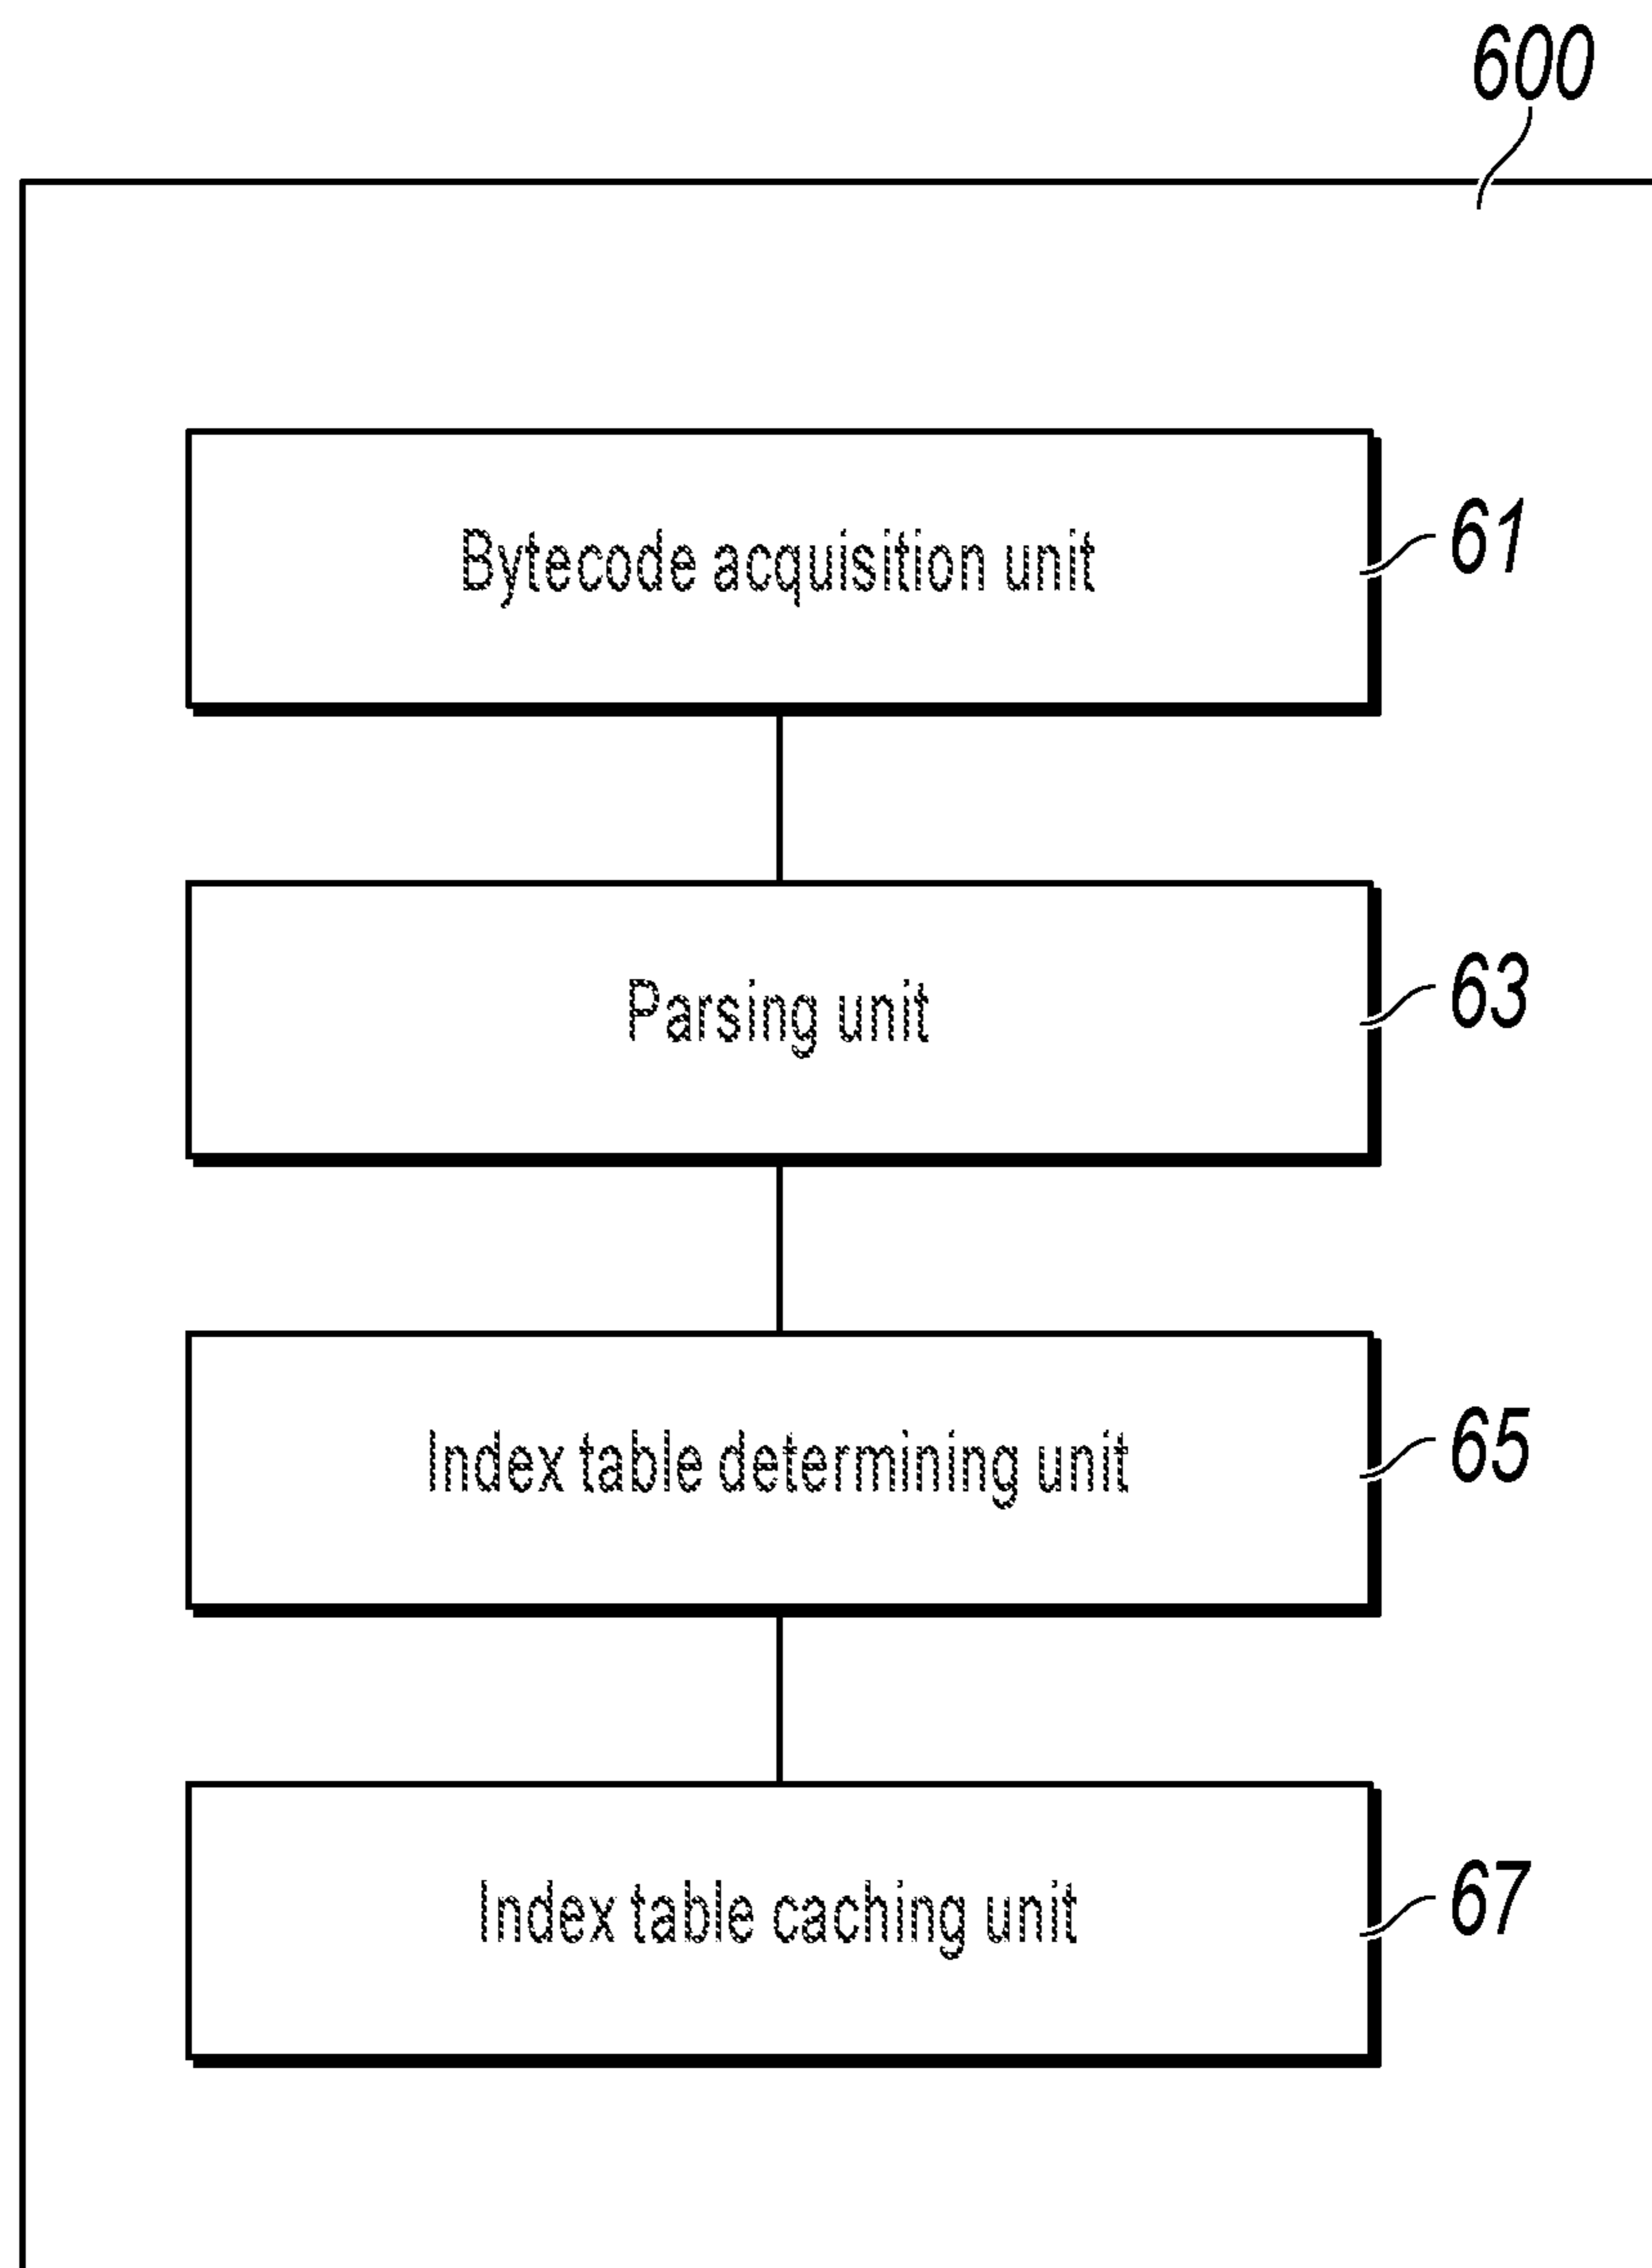 600
Bytecode acquisition unit
61
Parsing unit
63
Index table determining unit
65
Index table caching unit
67